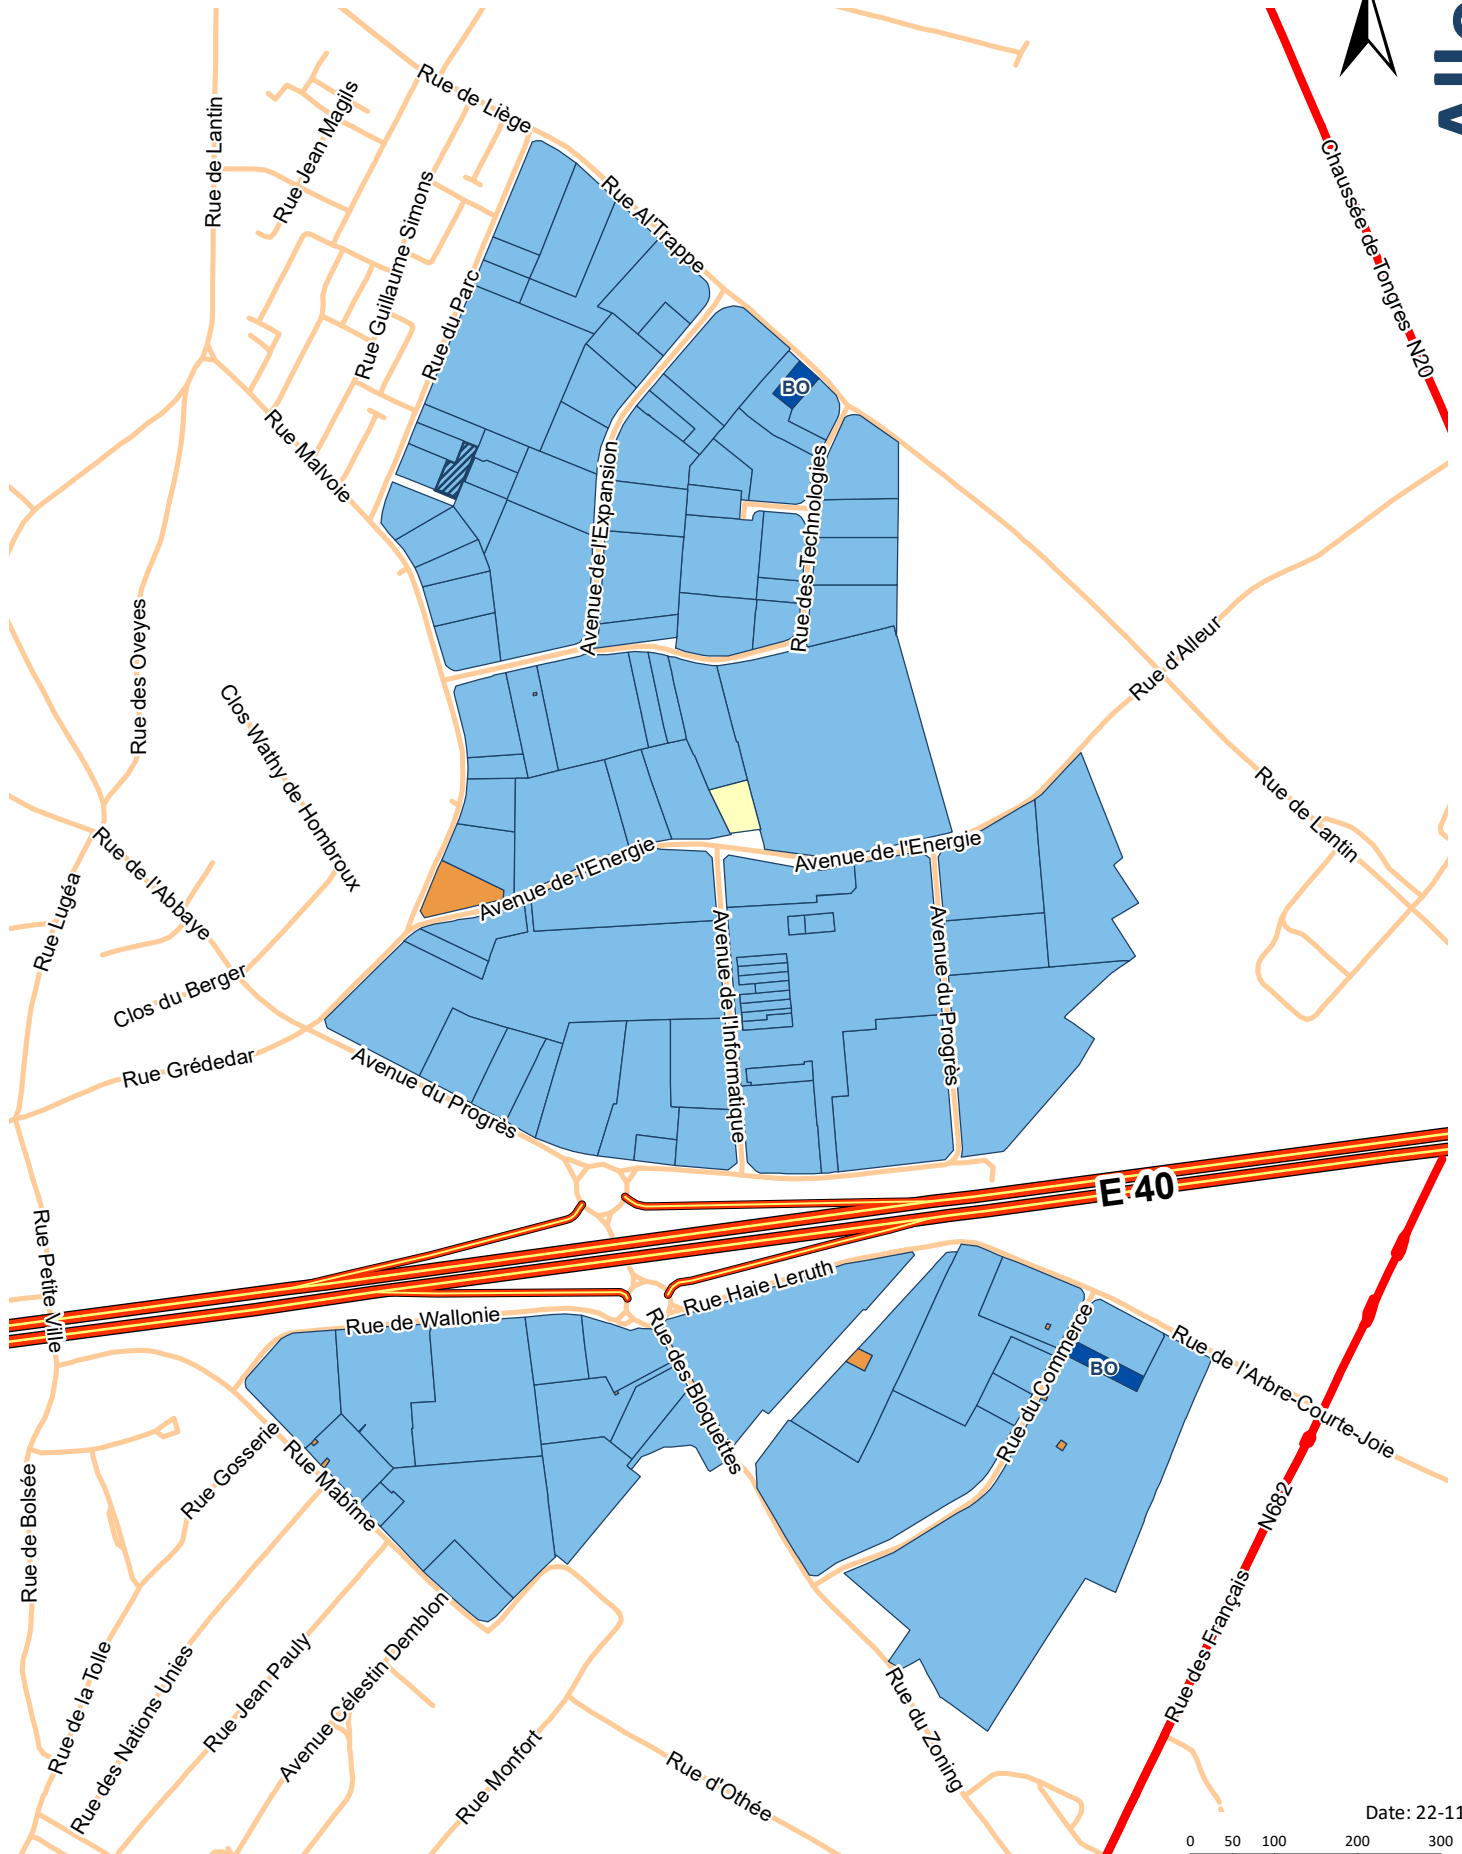 Rue de Liège
Rue Jean Magils
Rue de Lantin
Rue Al'Trappe
Chaussée de Tongres N20
Rue Guillaume Simons
Rue du Parc
BO
Rue Malvoie
Avenue de l'Expansion
Rue des Technologies
Rue des Oveyes
Rue d'Alleur
Clos Wathy de Hombroux
Rue de Lantin
Rue de l'Abbaye
Avenue de l'Energie
Avenue de l'Energie
Rue Lugéa
Avenue de l'Informatique
Avenue du Progrès
Clos du Berger
Rue Grédedar
Avenue du Progrès
E 40
Rue Petite Ville
Rue Haie Leruth
Rue de Wallonie
Rue des Bloquettes
Rue du Commerce
Rue de l'Arbre-Courte-Joie
BO
Rue Gosserie
Rue Mabîme
Rue de Bolsée
N682
Rue des Français
Rue de la Tolle
Rue des Nations Unies
Rue Jean Pauly
Avenue Célestin Demblon
Rue Monfort
Rue d'Othée
Rue du Zoning
Date: 22-11
0 50 100 200 300